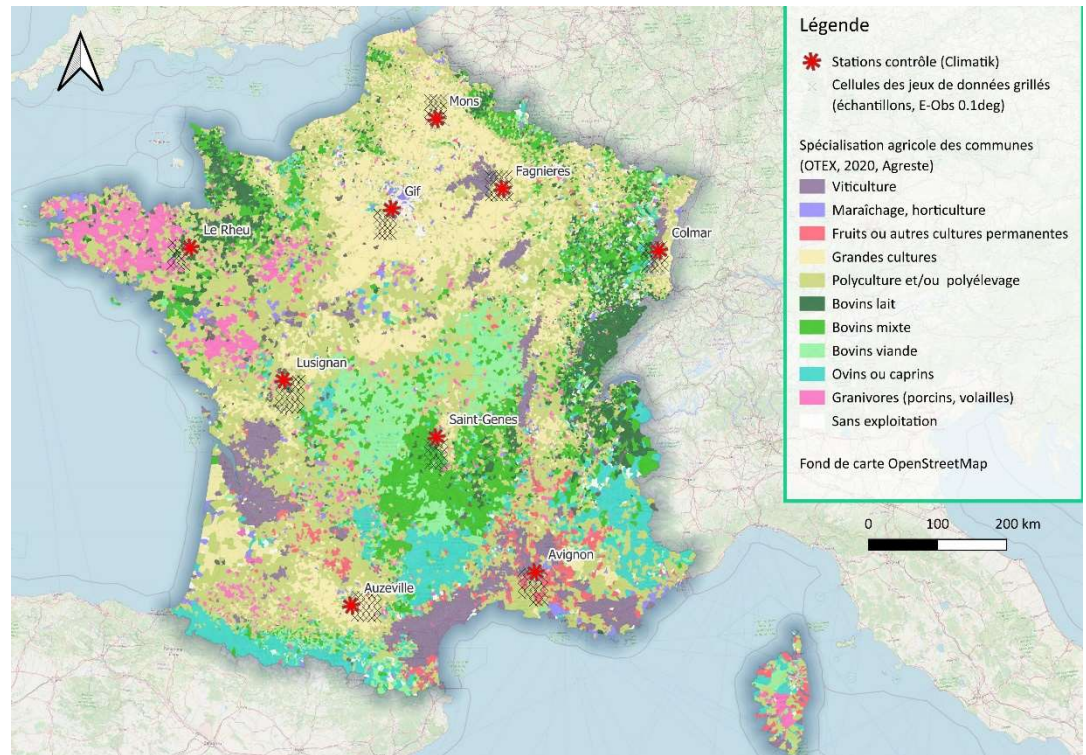 Légende
Stations contrôle (Climatik)
Cellules des jeux de données grillés
(échantillons, E-Obs 0.1deg)
Spécialisation agricole des communes
(OTEX, 2020, Agreste)
Viticulture
Maraîchage, horticulture
Fruits ou autres cultures permanentes
Grandes cultures
Polyculture et/ou polyélevage
Bovins lait
Bovins mixte
Bovins viande
Ovins ou caprins
Granivores (porcins, volailles)
Sans exploitation
Fond de carte OpenStreetMap
0 100 200 km
Mons
Fagnières
Gif
Le Rheu
Colmar
Lusignan
Saint-Genes
Avignon
Auzeville